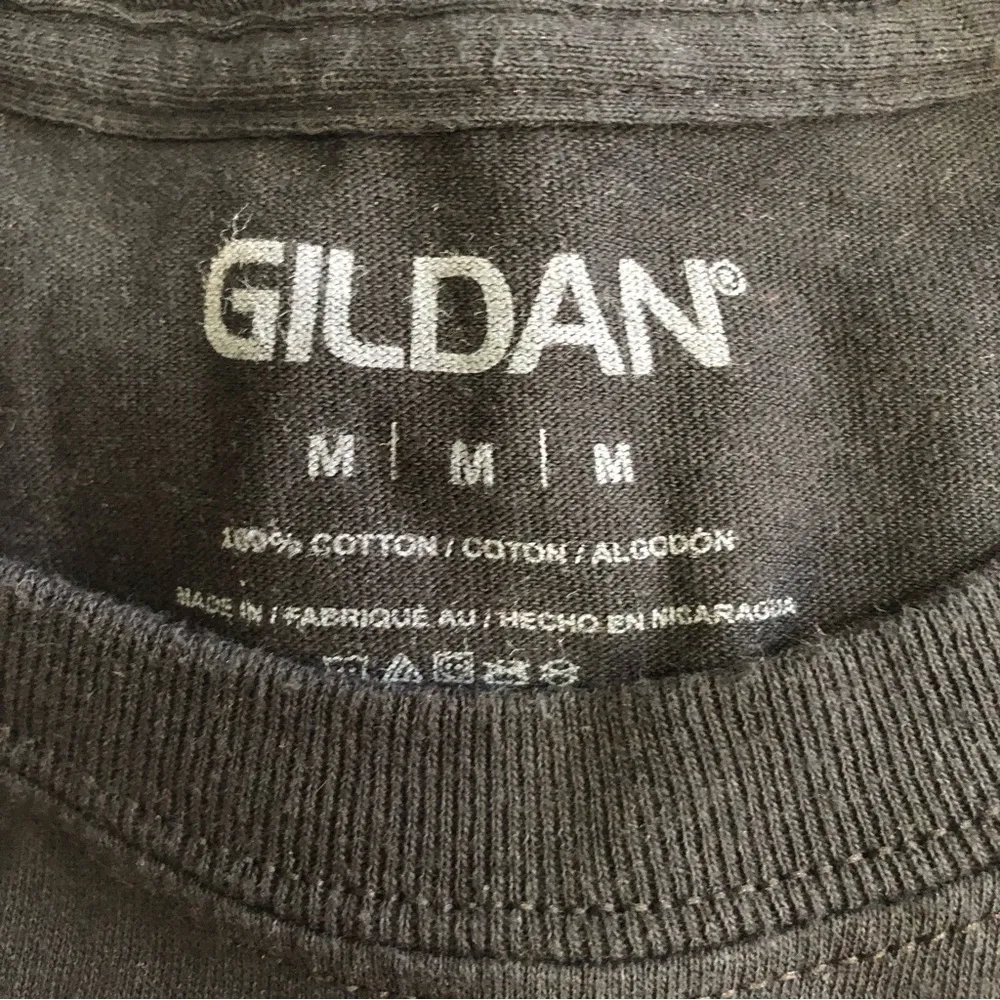 GILDAN®
M | M | M
100% COTTON / COTON / ALGODÓN
MADE IN / FABRIQUÉ AU / HECHO EN NICARAGUA